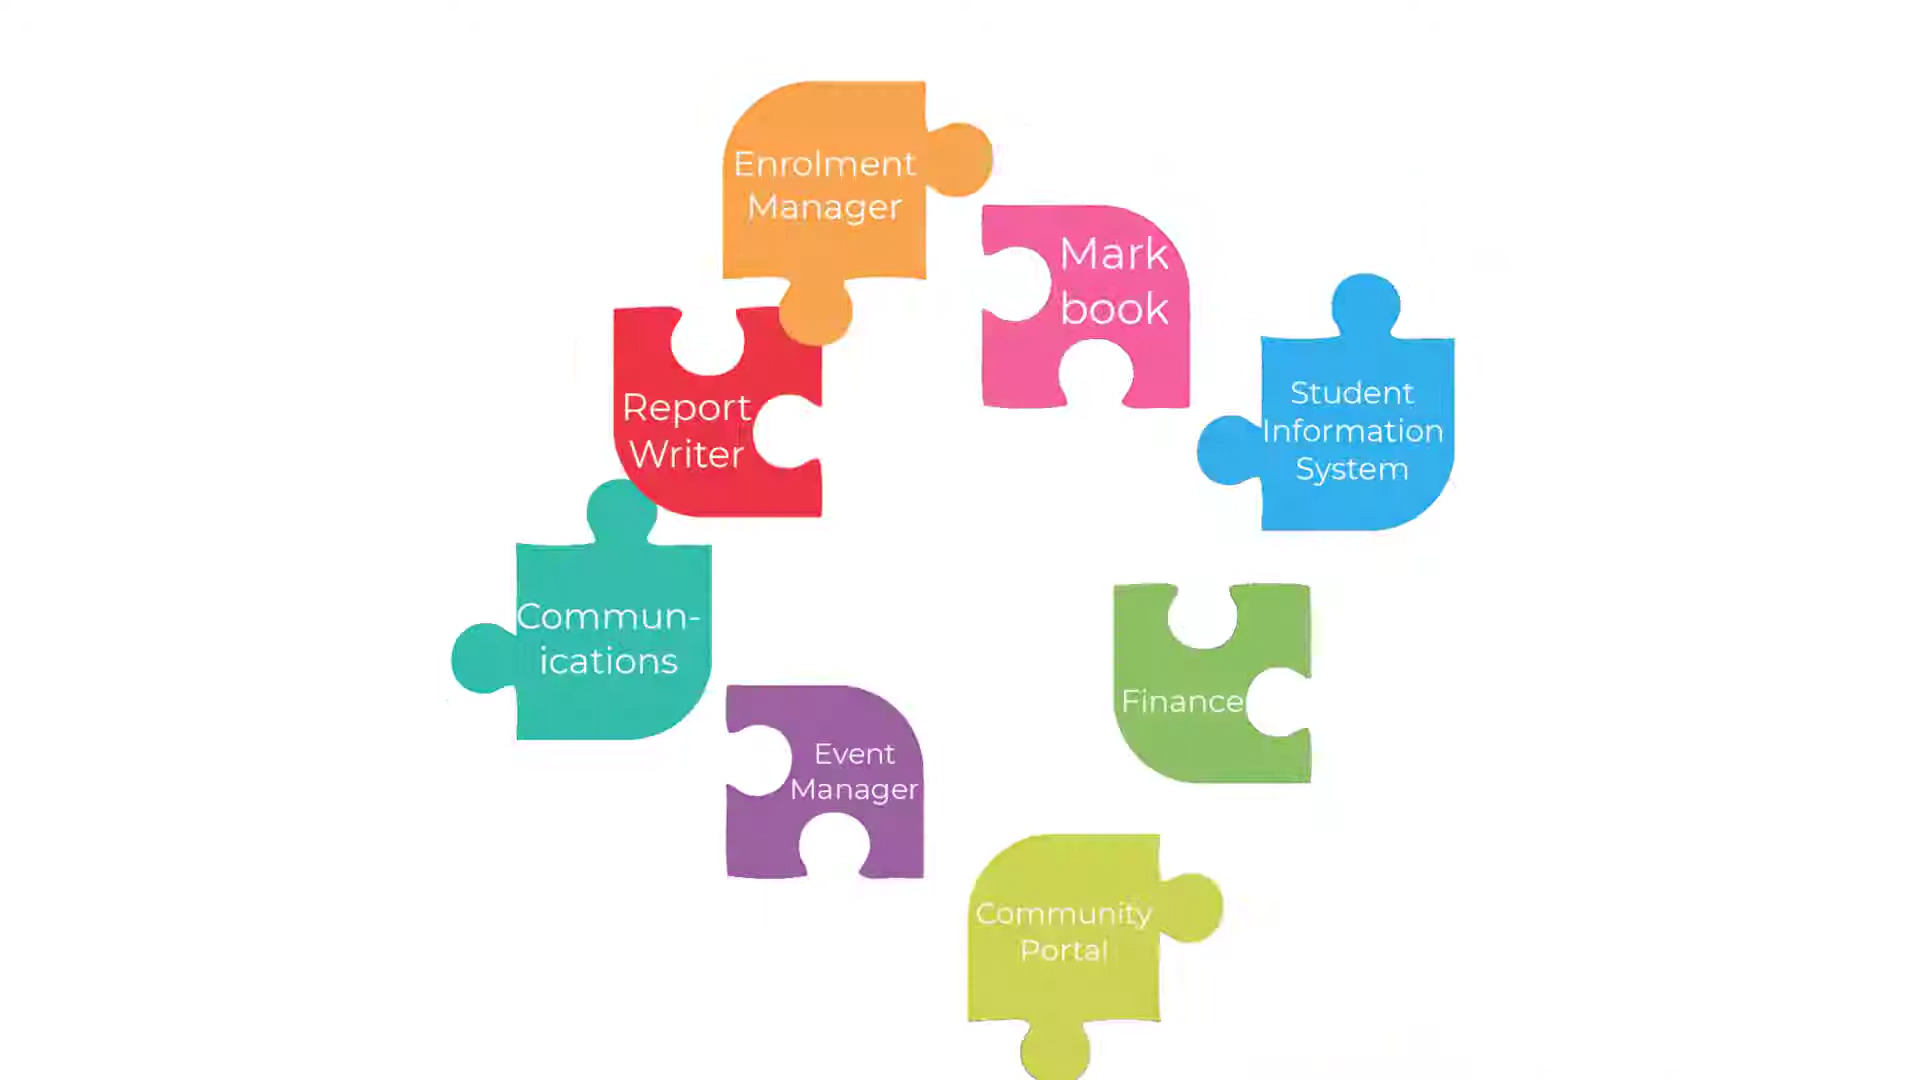 Enrolment
Manager
Mark
book
Student
Information
System
Report
Writer
Commun-
ications
Event
Manager
Finance
Community
Portal